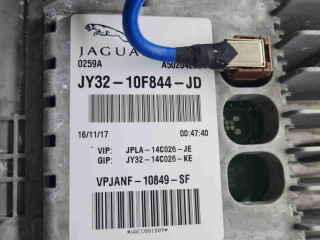 JAGUA
0259A
JY32-10F844-JD
16/11/17 00:47:40
VIP: JPLA-14C026-JE
GIP: JY32-14C026-KE
VPJANF-10849-SF